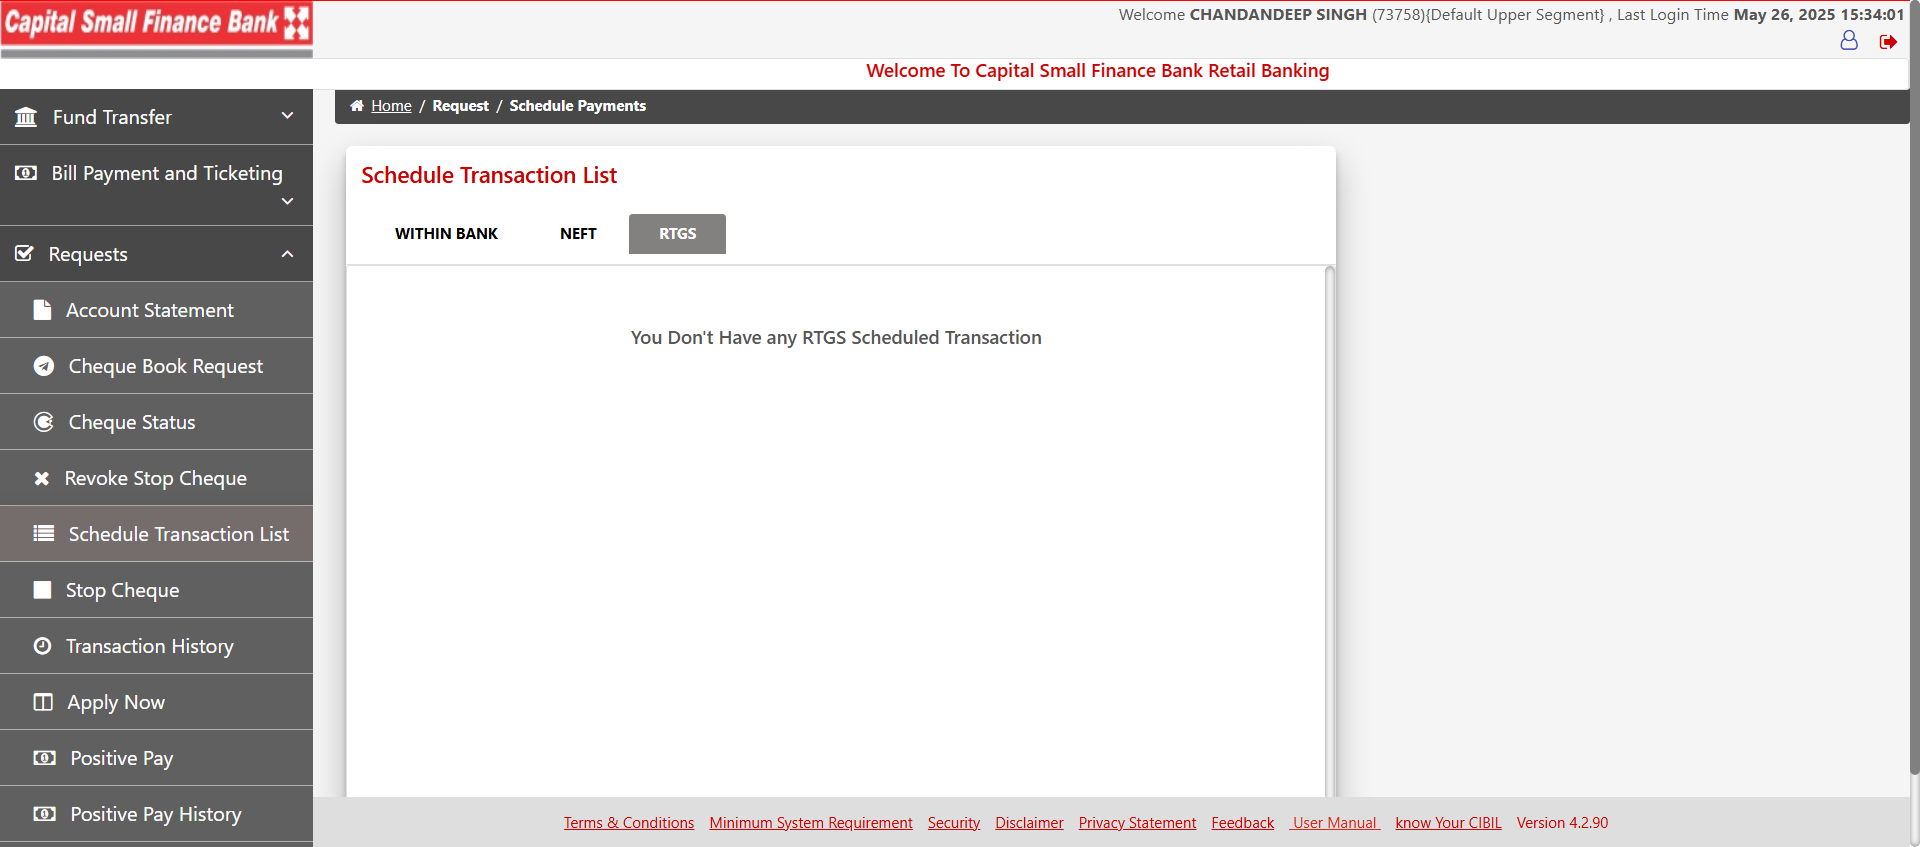 Capital Small Finance Bank
Welcome CHANDANDEEP SINGH (73758){Default Upper Segment} , Last Login Time May 26, 2025 15:34:01
Welcome To Capital Small Finance Bank Retail Banking
Home / Request / Schedule Payments
Fund Transfer
Bill Payment and Ticketing
Requests
Account Statement
Cheque Book Request
Cheque Status
Revoke Stop Cheque
Schedule Transaction List
Stop Cheque
Transaction History
Apply Now
Positive Pay
Positive Pay History
Schedule Transaction List
WITHIN BANK NEFT RTGS
You Don't Have any RTGS Scheduled Transaction
Terms & Conditions Minimum System Requirement Security Disclaimer Privacy Statement Feedback User Manual know Your CIBIL Version 4.2.90